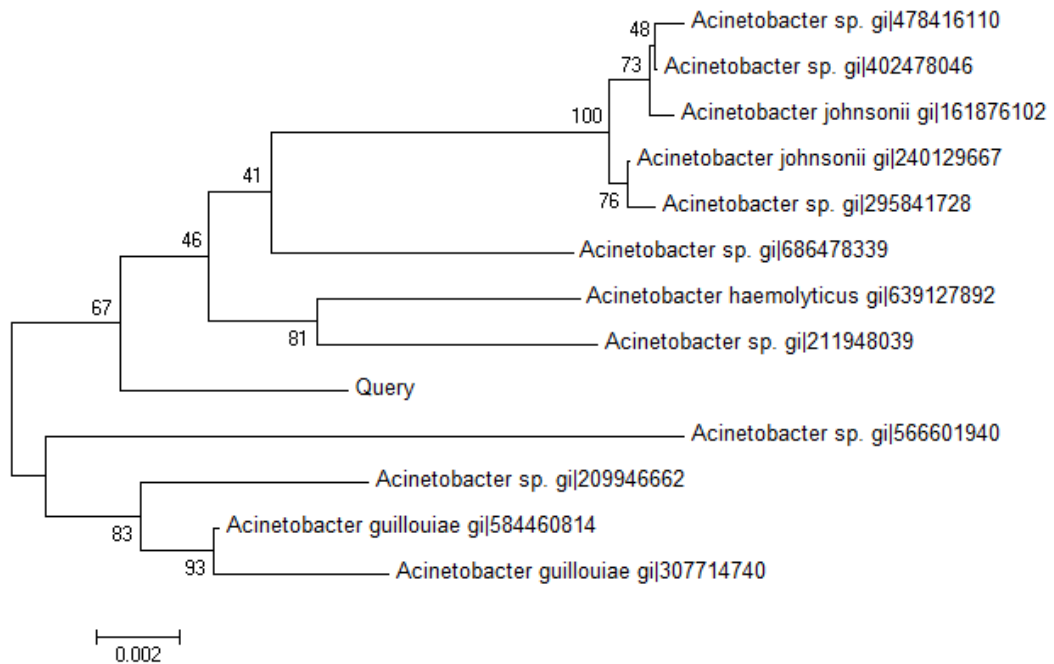 Acinetobacter sp. gi|478416110
48
Acinetobacter sp. gi|402478046
73
Acinetobacter johnsonii gi|161876102
100
Acinetobacter johnsonii gi|240129667
41
76
Acinetobacter sp. gi|295841728
46
Acinetobacter sp. gi|686478339
67
Acinetobacter haemolyticus gi|639127892
81
Acinetobacter sp. gi|211948039
Query
Acinetobacter sp. gi|566601940
Acinetobacter sp. gi|209946662
83
Acinetobacter guillouiae gi|584460814
93
Acinetobacter guillouiae gi|307714740
0.002